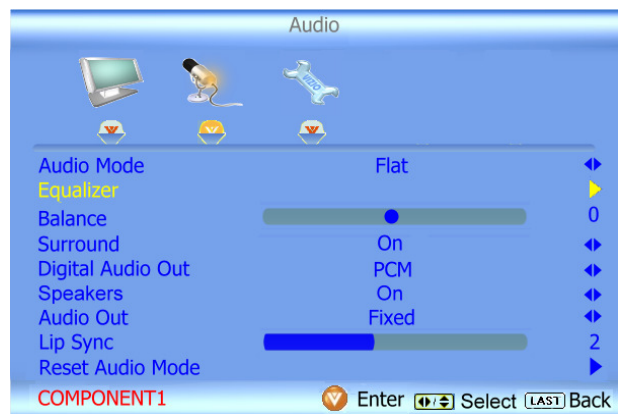 Audio
VIZIO
Audio Mode Flat
Equalizer
Balance 0
Surround On
Digital Audio Out PCM
Speakers On
Audio Out Fixed
Lip Sync 2
Reset Audio Mode
COMPONENT1 Enter Select LAST Back